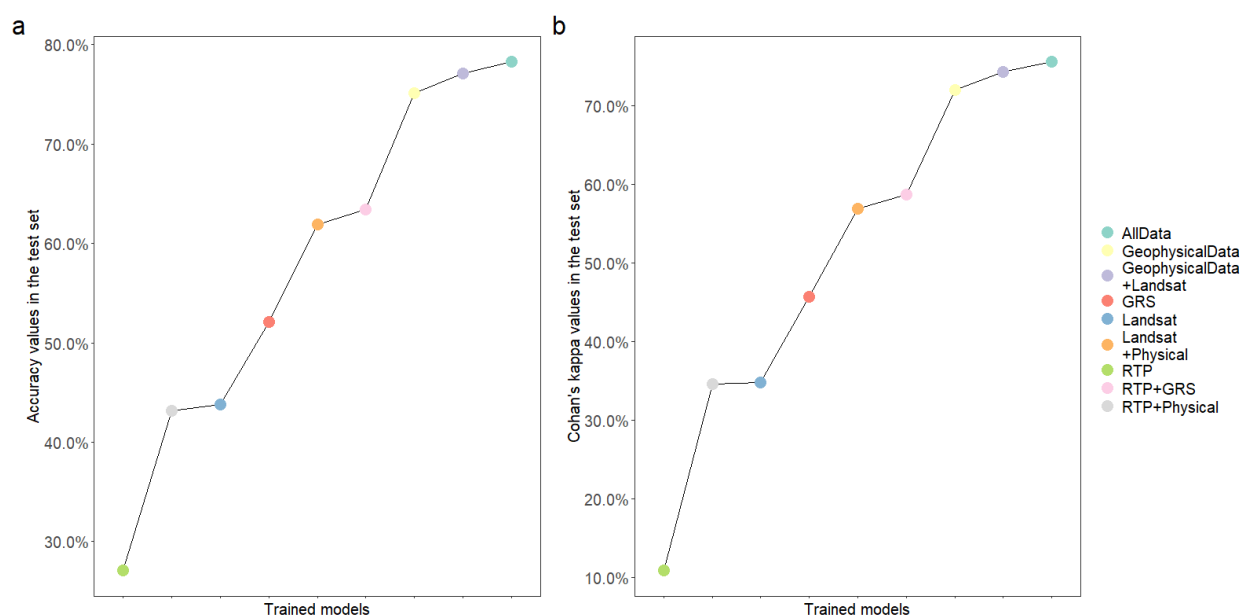 a
80.0%
70.0%
60.0%
50.0%
40.0%
30.0%
Accuracy values in the test set
Trained models
b
70.0%
60.0%
50.0%
40.0%
30.0%
20.0%
10.0%
Cohan's kappa values in the test set
Trained models
AllData
GeophysicalData
GeophysicalData
+Landsat
GRS
Landsat
Landsat
+Physical
RTP
RTP+GRS
RTP+Physical